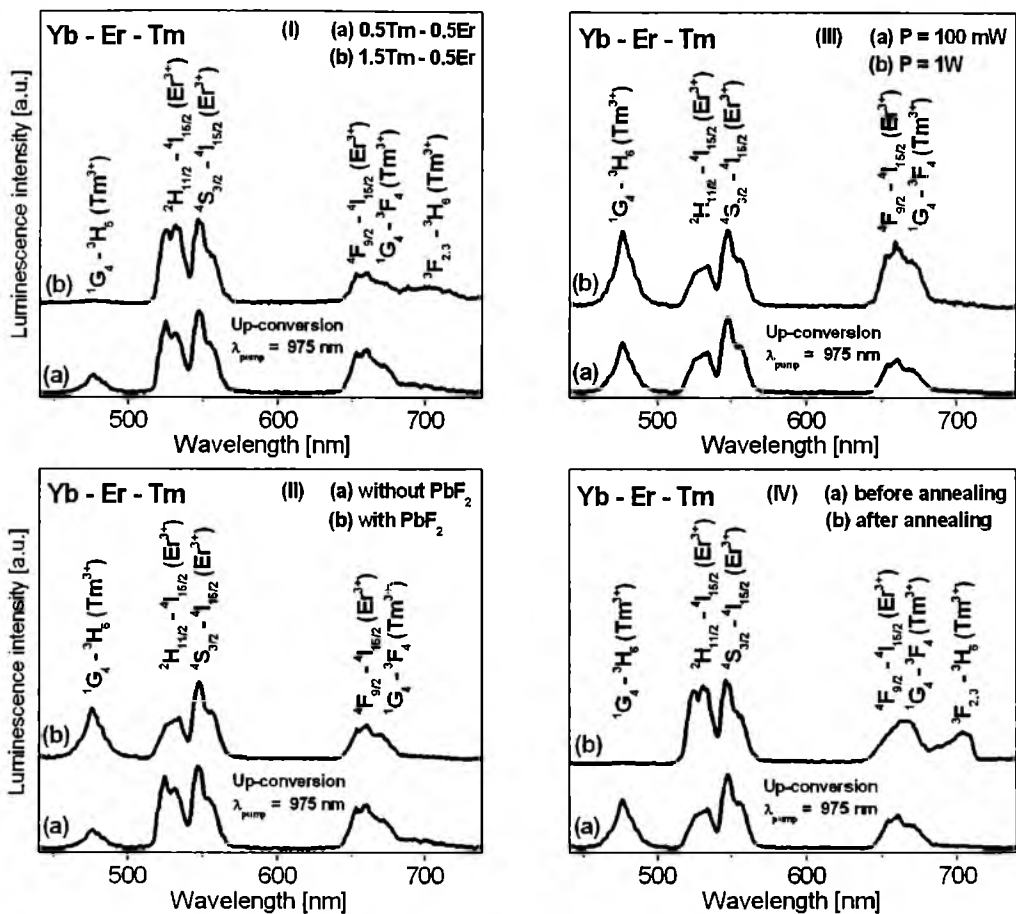 Yb - Er - Tm (I) (a) 0.5Tm - 0.5Er
(b) 1.5Tm - 0.5Er
Luminescence intensity [a.u.]
¹G₄ - ³H₆ (Tm³⁺)
²H₁₁/₂ - ⁴I₁₅/₂ (Er³⁺)
⁴S₃/₂ - ⁴I₁₅/₂ (Er³⁺)
⁴F₉/₂ - ⁴I₁₅/₂ (Er³⁺)
¹G₄ - ³F₄ (Tm³⁺)
³F₂,₃ - ³H₆ (Tm³⁺)
(b)
Up-conversion
λpump = 975 nm
(a)
500 600 700
Wavelength [nm]
Yb - Er - Tm (III) (a) P = 100 mW
(b) P = 1W
¹G₄ - ³H₆ (Tm³⁺)
²H₁₁/₂ - ⁴I₁₅/₂ (Er³⁺)
⁴S₃/₂ - ⁴I₁₅/₂ (Er³⁺)
⁴F₉/₂ - ⁴I₁₅/₂ (Er³⁺)
¹G₄ - ³F₄ (Tm³⁺)
(b)
Up-conversion
λpump = 975 nm
(a)
500 600 700
Wavelength [nm]
Yb - Er - Tm (II) (a) without PbF₂
(b) with PbF₂
Luminescence intensity [a.u.]
¹G₄ - ³H₆ (Tm³⁺)
²H₁₁/₂ - ⁴I₁₅/₂ (Er³⁺)
⁴S₃/₂ - ⁴I₁₅/₂ (Er³⁺)
⁴F₉/₂ - ⁴I₁₅/₂ (Er³⁺)
¹G₄ - ³F₄ (Tm³⁺)
(b)
Up-conversion
λpump = 975 nm
(a)
500 600 700
Wavelength [nm]
Yb - Er - Tm (IV) (a) before annealing
(b) after annealing
¹G₄ - ³H₆ (Tm³⁺)
²H₁₁/₂ - ⁴I₁₅/₂ (Er³⁺)
⁴S₃/₂ - ⁴I₁₅/₂ (Er³⁺)
⁴F₉/₂ - ⁴I₁₅/₂ (Er³⁺)
¹G₄ - ³F₄ (Tm³⁺)
³F₂,₃ - ³H₆ (Tm³⁺)
(b)
Up-conversion
λpump = 975 nm
(a)
500 600 700
Wavelength [nm]